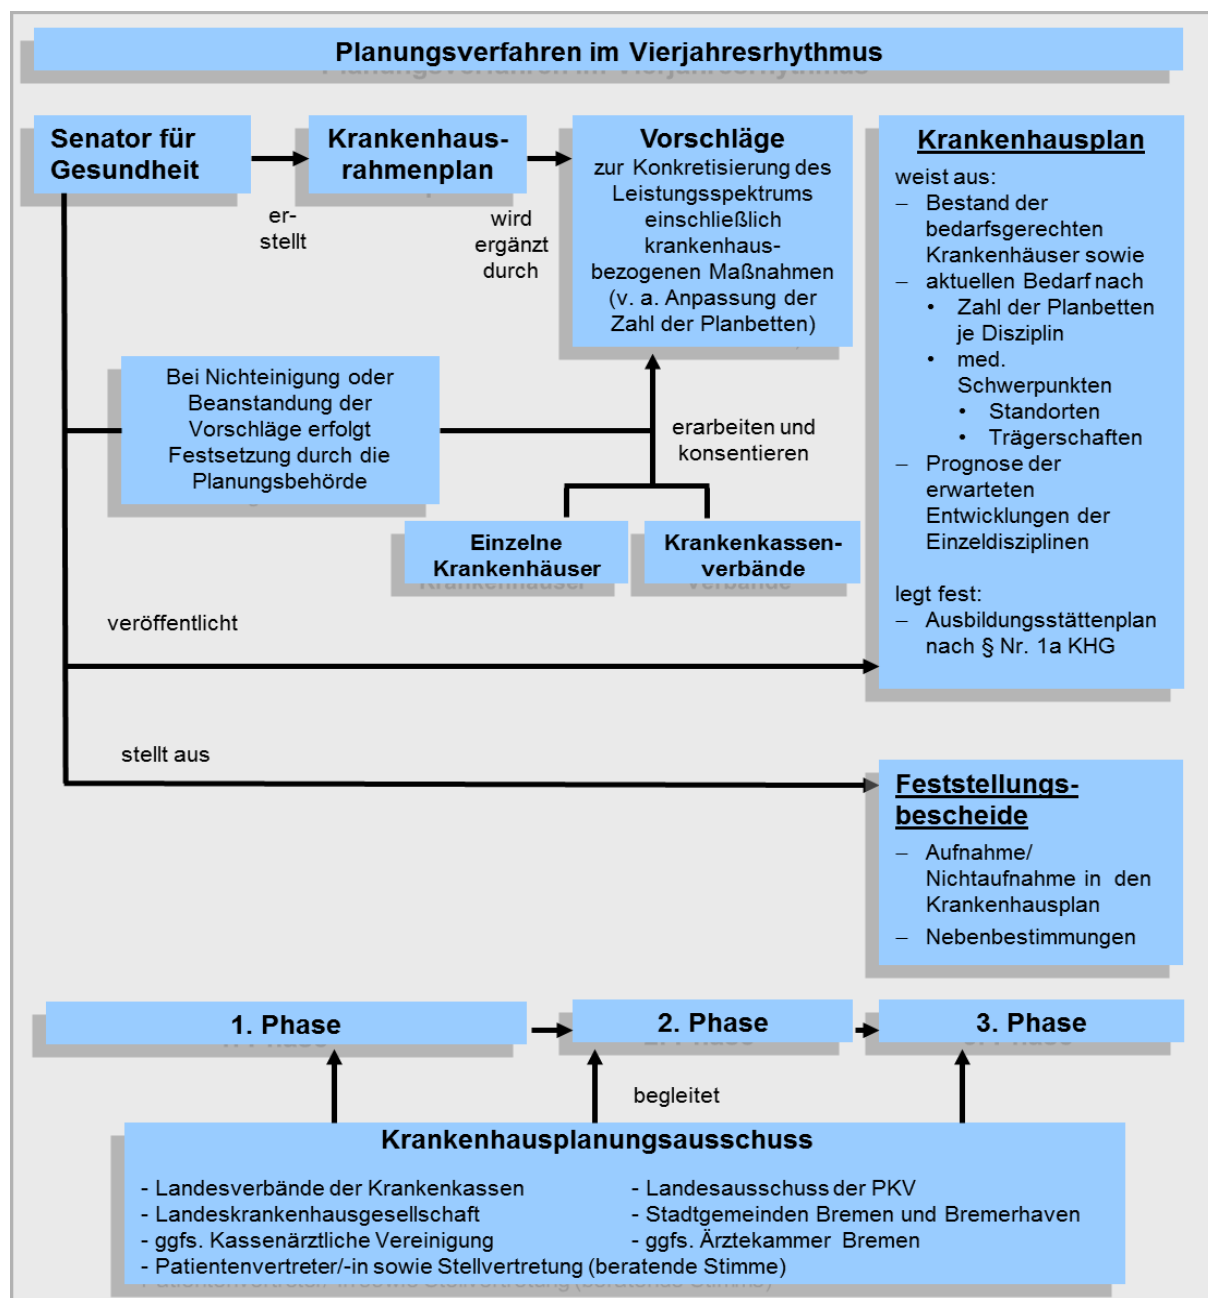 Planungsverfahren im Vierjahresrhythmus
Senator für
Gesundheit
er-
stellt
Krankenhaus-
rahmenplan
wird
ergänzt
durch
Vorschläge
zur Konkretisierung des
Leistungsspektrums
einschließlich
krankenhaus-
bezogenen Maßnahmen
(v. a. Anpassung der
Zahl der Planbetten)
Krankenhausplan
weist aus:
– Bestand der
bedarfsgerechten
Krankenhäuser sowie
– aktuellen Bedarf nach
• Zahl der Planbetten
je Disziplin
• med.
Schwerpunkten
• Standorten
• Trägerschaften
– Prognose der
erwarteten
Entwicklungen der
Einzeldisziplinen
legt fest:
– Ausbildungsstättenplan
nach § Nr. 1a KHG
Bei Nichteinigung oder
Beanstandung der
Vorschläge erfolgt
Festsetzung durch die
Planungsbehörde
erarbeiten und
konsentieren
Einzelne
Krankenhäuser
Krankenkassen-
verbände
veröffentlicht
stellt aus
Feststellungs-
bescheide
– Aufnahme/
Nichtaufnahme in den
Krankenhausplan
– Nebenbestimmungen
1. Phase
2. Phase
3. Phase
begleitet
Krankenhausplanungsausschuss
- Landesverbände der Krankenkassen
- Landeskrankenhausgesellschaft
- ggfs. Kassenärztliche Vereinigung
- Patientenvertreter/-in sowie Stellvertretung (beratende Stimme)
- Landesausschuss der PKV
- Stadtgemeinden Bremen und Bremerhaven
- ggfs. Ärztekammer Bremen